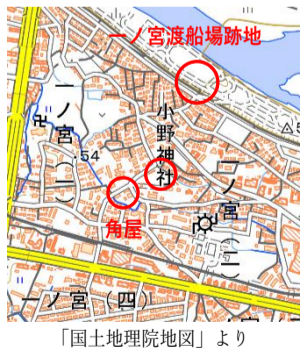 一ノ宮渡船場跡地
一ノ宮(一)
小野神社
54
一ノ宮(二)
角屋
一ノ宮(四)
「国土地理院地図」より